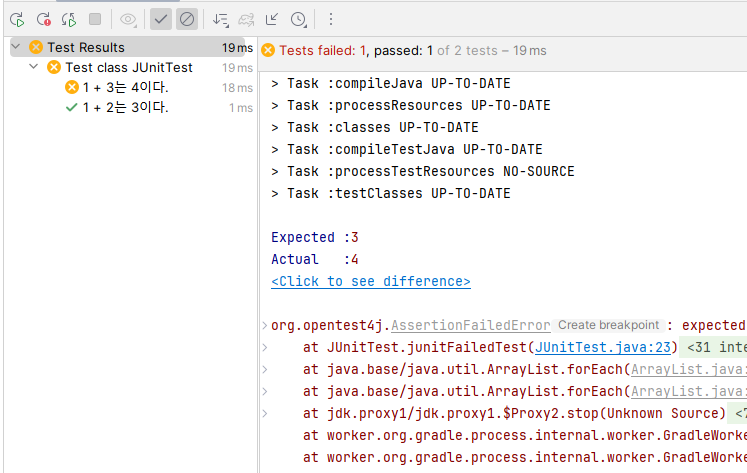 Test Results 19 ms
Test class JUnitTest 19 ms
1 + 3는 4이다. 18 ms
1 + 2는 3이다. 1 ms
Tests failed: 1, passed: 1 of 2 tests – 19 ms
> Task :compileJava UP-TO-DATE
> Task :processResources UP-TO-DATE
> Task :classes UP-TO-DATE
> Task :compileTestJava UP-TO-DATE
> Task :processTestResources NO-SOURCE
> Task :testClasses UP-TO-DATE
Expected :3
Actual :4
<Click to see difference>
org.opentest4j.AssertionFailedError Create breakpoint : expected
at JUnitTest.junitFailedTest(JUnitTest.java:23) <31 inte
at java.base/java.util.ArrayList.forEach(ArrayList.java:
at java.base/java.util.ArrayList.forEach(ArrayList.java:
at jdk.proxy1/jdk.proxy1.$Proxy2.stop(Unknown Source) <7
at worker.org.gradle.process.internal.worker.GradleWorke
at worker.org.gradle.process.internal.worker.GradleWorke